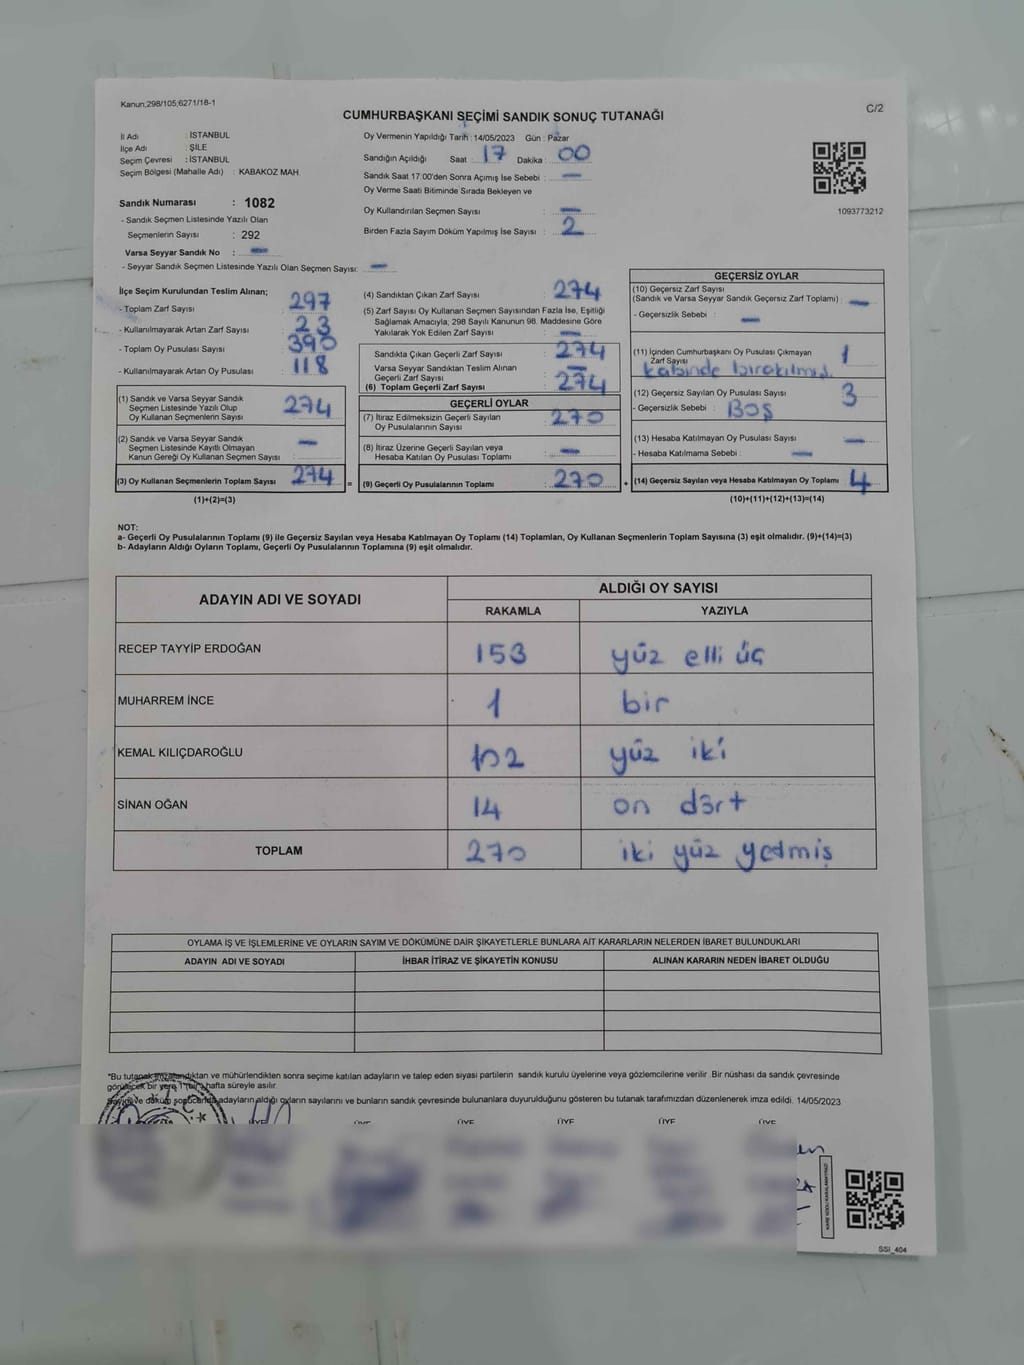 Kanun.298/105;6271/18-1
C/2
CUMHURBAŞKANI SEÇİMİ SANDIK SONUÇ TUTANAĞI
İl Adı : İSTANBUL
İlçe Adı : ŞİLE
Seçim Çevresi : İSTANBUL
Seçim Bölgesi (Mahalle Adı) : KABAKOZ MAH.
Sandık Numarası : 1082
- Sandık Seçmen Listesinde Yazılı Olan
Seçmenlerin Sayısı : 292
Varsa Seyyar Sandık No : —
- Seyyar Sandık Seçmen Listesinde Yazılı Olan Seçmen Sayısı: —
Oy Vermenin Yapıldığı Tarih : 14/05/2023 Gün : Pazar
Sandığın Açıldığı Saat : 17 Dakika : 00
Sandık Saat 17.00'den Sonra Açımış İse Sebebi : —
Oy Verme Saati Bitiminde Sırada Bekleyen ve
Oy Kullandırılan Seçmen Sayısı : —
Birden Fazla Sayım Döküm Yapılmış İse Sayısı : 2
1093773212
İlçe Seçim Kurulundan Teslim Alınan;
- Toplam Zarf Sayısı : 297
- Kullanılmayarak Artan Zarf Sayısı : 23
- Toplam Oy Pusulası Sayısı : 390
- Kullanılmayarak Artan Oy Pusulası : 118
(1) Sandık ve Varsa Seyyar Sandık
Seçmen Listesinde Yazılı Olup
Oy Kullanan Seçmenlerin Sayısı : 274
(2) Sandık ve Varsa Seyyar Sandık
Seçmen Listesinde Kayıtlı Olmayan
Kanun Gereği Oy Kullanan Seçmen Sayısı : —
(3) Oy Kullanan Seçmenlerin Toplam Sayısı : 274
(1)+(2)=(3)
=
(4) Sandıktan Çıkan Zarf Sayısı : 274
(5) Zarf Sayısı Oy Kullanan Seçmen Sayısından Fazla İse, Eşitliği
Sağlamak Amacıyla, 298 Sayılı Kanunun 98. Maddesine Göre
Yakılarak Yok Edilen Zarf Sayısı : —
Sandıkta Çıkan Geçerli Zarf Sayısı : 274
Varsa Seyyar Sandıktan Teslim Alınan
Geçerli Zarf Sayısı : —
(6) Toplam Geçerli Zarf Sayısı : 274
GEÇERLİ OYLAR
(7) İtiraz Edilmeksizin Geçerli Sayılan
Oy Pusulalarının Sayısı : 270
(8) İtiraz Üzerine Geçerli Sayılan veya
Hesaba Katılan Oy Pusulası Toplamı : —
(9) Geçerli Oy Pusulalarının Toplamı : 270
+
GEÇERSİZ OYLAR
(10) Geçersiz Zarf Sayısı
(Sandık ve Varsa Seyyar Sandık Geçersiz Zarf Toplamı) : —
- Geçersizlik Sebebi : —
(11) İçinden Cumhurbaşkanı Oy Pusulası Çıkmayan
Zarf Sayısı : 1
kabinde bırakılmış.
(12) Geçersiz Sayılan Oy Pusulası Sayısı : 3
- Geçersizlik Sebebi : BOŞ
(13) Hesaba Katılmayan Oy Pusulası Sayısı : —
- Hesaba Katılmama Sebebi : —
(14) Geçersiz Sayılan veya Hesaba Katılmayan Oy Toplamı : 4
(10)+(11)+(12)+(13)=(14)
NOT:
a- Geçerli Oy Pusulalarının Toplamı (9) ile Geçersiz Sayılan veya Hesaba Katılmayan Oy Toplamı (14) Toplamları, Oy Kullanan Seçmenlerin Toplam Sayısına (3) eşit olmalıdır. (9)+(14)=(3)
b- Adayların Aldığı Oyların Toplamı, Geçerli Oy Pusulalarının Toplamına (9) eşit olmalıdır.
ADAYIN ADI VE SOYADI
ALDIĞI OY SAYISI
RAKAMLA YAZIYLA
RECEP TAYYİP ERDOĞAN 153 yüz elli üç
MUHARREM İNCE 1 bir
KEMAL KILIÇDAROĞLU 102 yüz iki
SİNAN OĞAN 14 on dört
TOPLAM 270 iki yüz yetmiş
OYLAMA İŞ VE İŞLEMLERİNE VE OYLARIN SAYIM VE DÖKÜMÜNE DAİR ŞİKAYETLERLE BUNLARA AİT KARARLARIN NELERDEN İBARET BULUNDUKLARI
ADAYIN ADI VE SOYADI İHBAR İTİRAZ VE ŞİKAYETİN KONUSU ALINAN KARARIN NEDEN İBARET OLDUĞU
*Bu tutanak imzalandıktan ve mühürlendikten sonra seçime katılan adayların ve talep eden siyasi partilerin sandık kurulu üyelerine veya gözlemcilerine verilir .Bir nüshası da sandık çevresinde
görülecek bir yere 1 (bir) hafta süreyle asılır.
Sayım ve döküm sonucunda adayların aldığı oyların sayılarını ve bunların sandık çevresinde bulunanlara duyurulduğunu gösteren bu tutanak tarafımızdan düzenlenerek imza edildi. 14/05/2023
ÜYE ÜYE ÜYE ÜYE ÜYE ÜYE
SSI_404